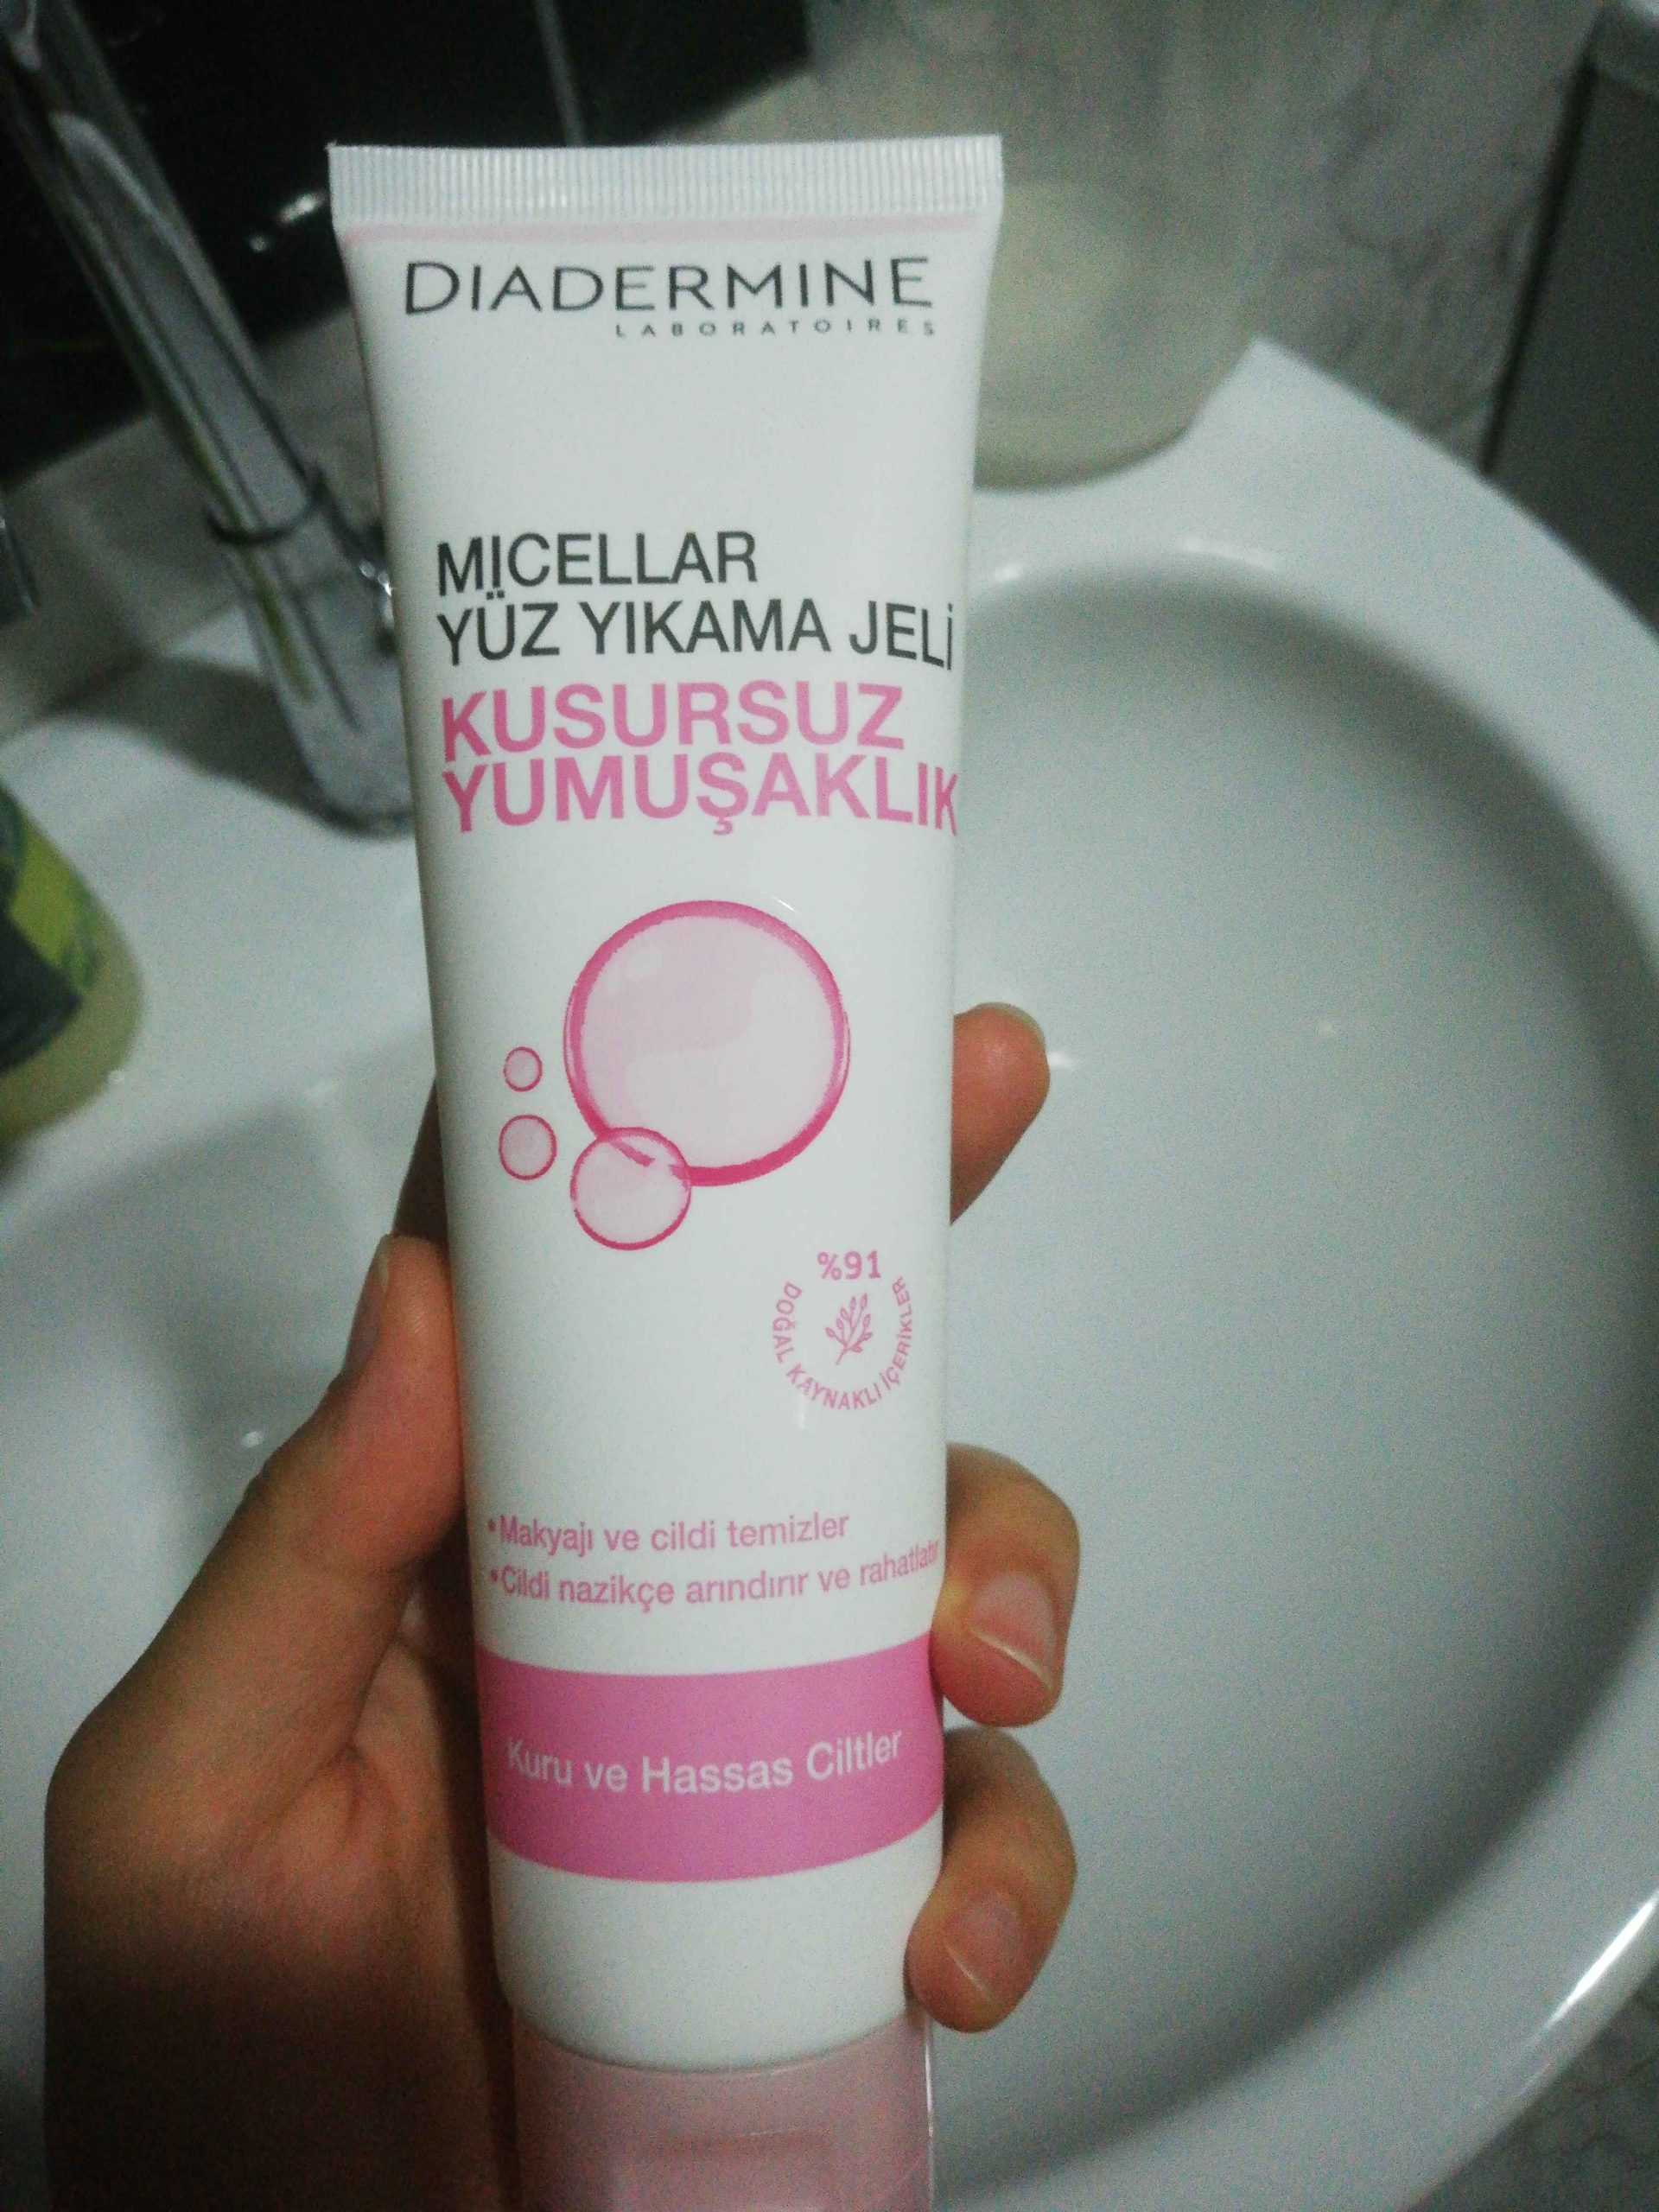 DIADERMINE
LABORATOIRES
MICELLAR
YÜZ YIKAMA JELİ
KUSURSUZ
YUMUŞAKLIK
%91
DOĞAL KAYNAKLI İÇERİKLER
•Makyajı ve cildi temizler
•Cildi nazikçe arındırır ve rahatlatır
Kuru ve Hassas Ciltler